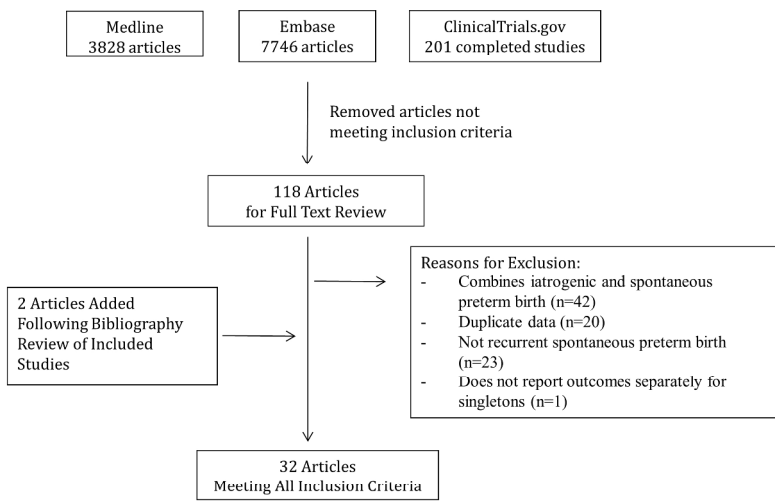 Medline
3828 articles
Embase
7746 articles
ClinicalTrials.gov
201 completed studies
Removed articles not
meeting inclusion criteria
118 Articles
for Full Text Review
Reasons for Exclusion:
- Combines iatrogenic and spontaneous
preterm birth (n=42)
- Duplicate data (n=20)
- Not recurrent spontaneous preterm birth
(n=23)
- Does not report outcomes separately for
singletons (n=1)
2 Articles Added
Following Bibliography
Review of Included
Studies
32 Articles
Meeting All Inclusion Criteria